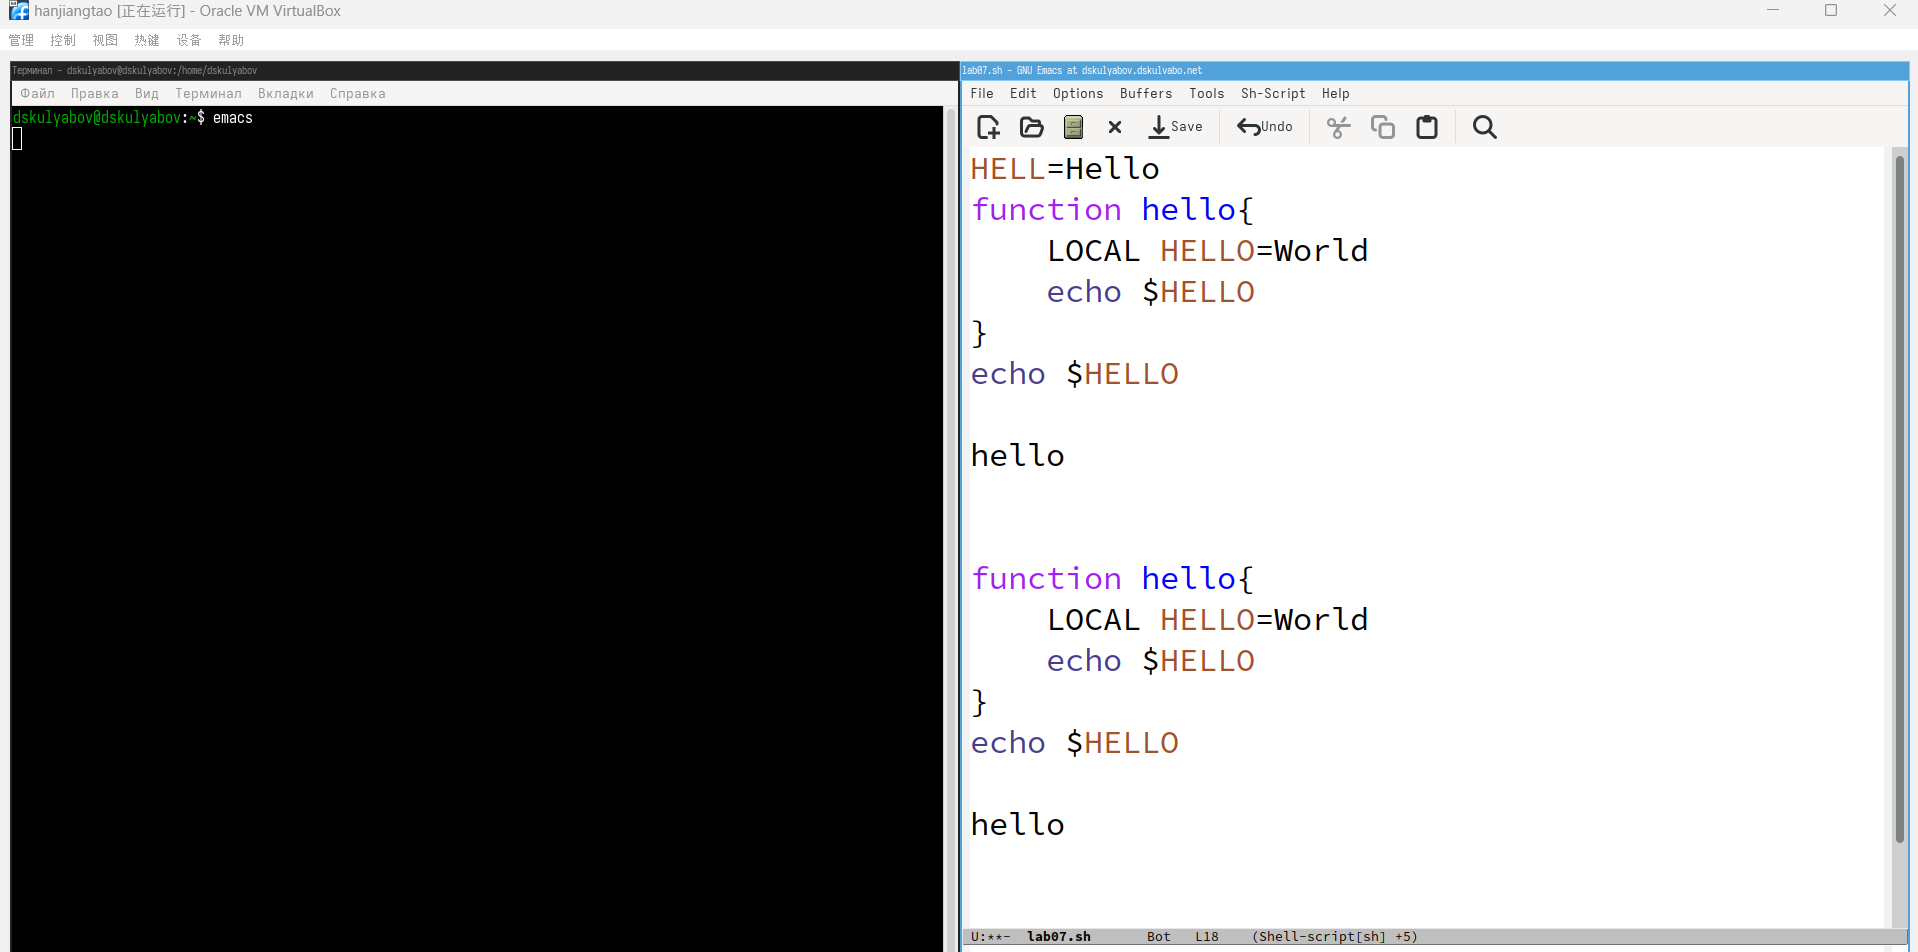 hanjiangtao [正在运行] - Oracle VM VirtualBox
管理 控制 视图 热键 设备 帮助
Терминал - dskulyabov@dskulyabov:/home/dskulyabov
Файл Правка Вид Терминал Вкладки Справка
dskulyabov@dskulyabov:~$ emacs
lab07.sh - GNU Emacs at dskulyabov.dskulvabo.net
File Edit Options Buffers Tools Sh-Script Help
Save Undo
HELL=Hello
function hello{
    LOCAL HELLO=World
    echo $HELLO
}
echo $HELLO
hello
function hello{
    LOCAL HELLO=World
    echo $HELLO
}
echo $HELLO
hello
U:**- lab07.sh Bot L18 (Shell-script[sh] +5)